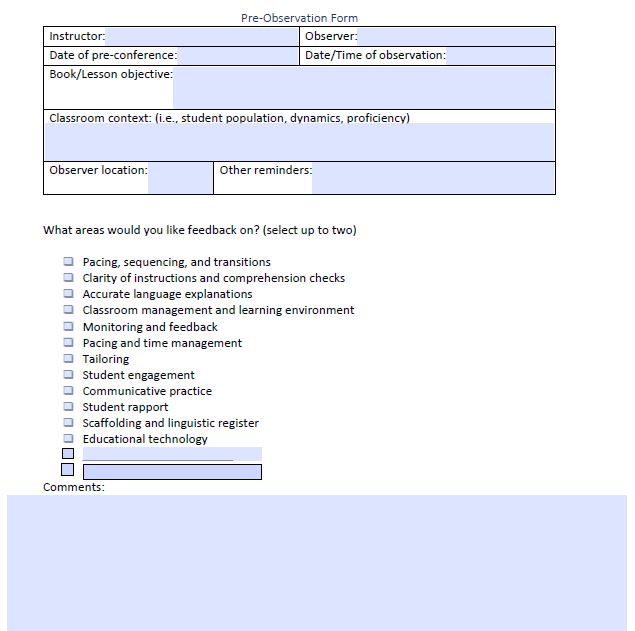 Pre-Observation Form
Instructor: Observer:
Date of pre-conference: Date/Time of observation:
Book/Lesson objective:
Classroom context: (i.e., student population, dynamics, proficiency)
Observer location: Other reminders:
What areas would you like feedback on? (select up to two)
Pacing, sequencing, and transitions
Clarity of instructions and comprehension checks
Accurate language explanations
Classroom management and learning environment
Monitoring and feedback
Pacing and time management
Tailoring
Student engagement
Communicative practice
Student rapport
Scaffolding and linguistic register
Educational technology
Comments: